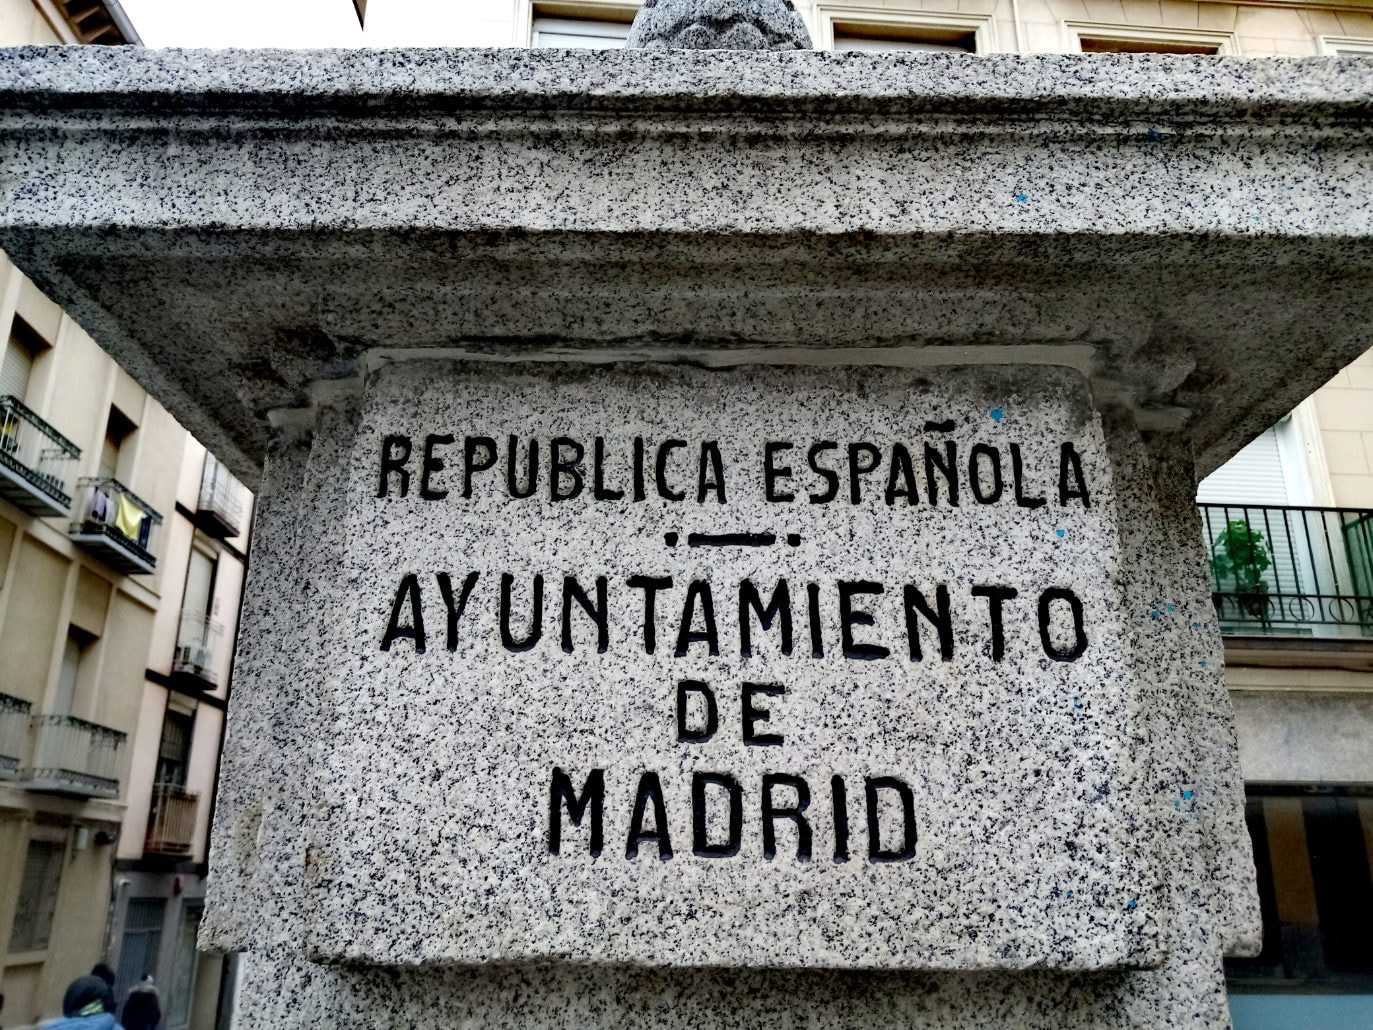 REPUBLICA ESPAÑOLA
AYUNTAMIENTO
DE
MADRID